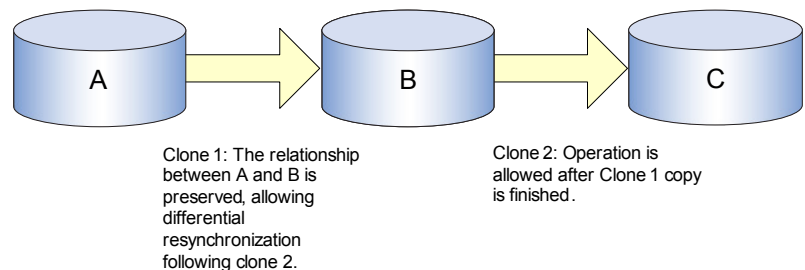 A
B
C
Clone 1: The relationship
between A and B is
preserved, allowing
differential
resynchronization
following clone 2.
Clone 2: Operation is
allowed after Clone 1 copy
is finished.